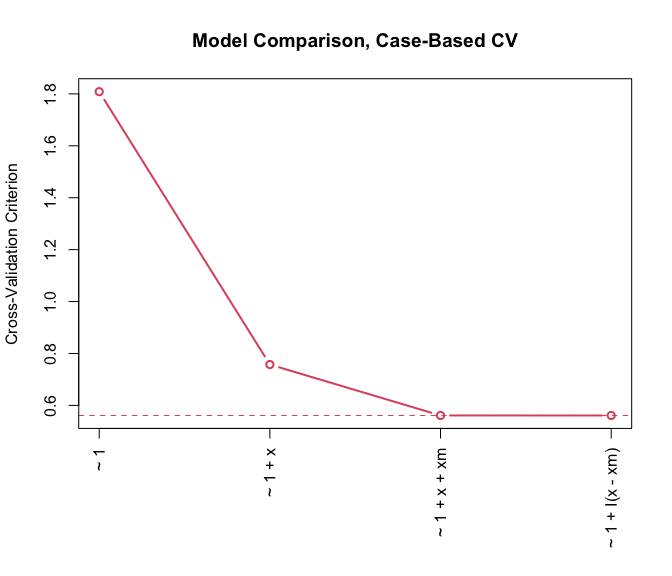 Model Comparison, Case-Based CV
Cross-Validation Criterion
1.8
1.6
1.4
1.2
1.0
0.8
0.6
~ 1
~ 1 + x
~ 1 + x + xm
~ 1 + I(x - xm)